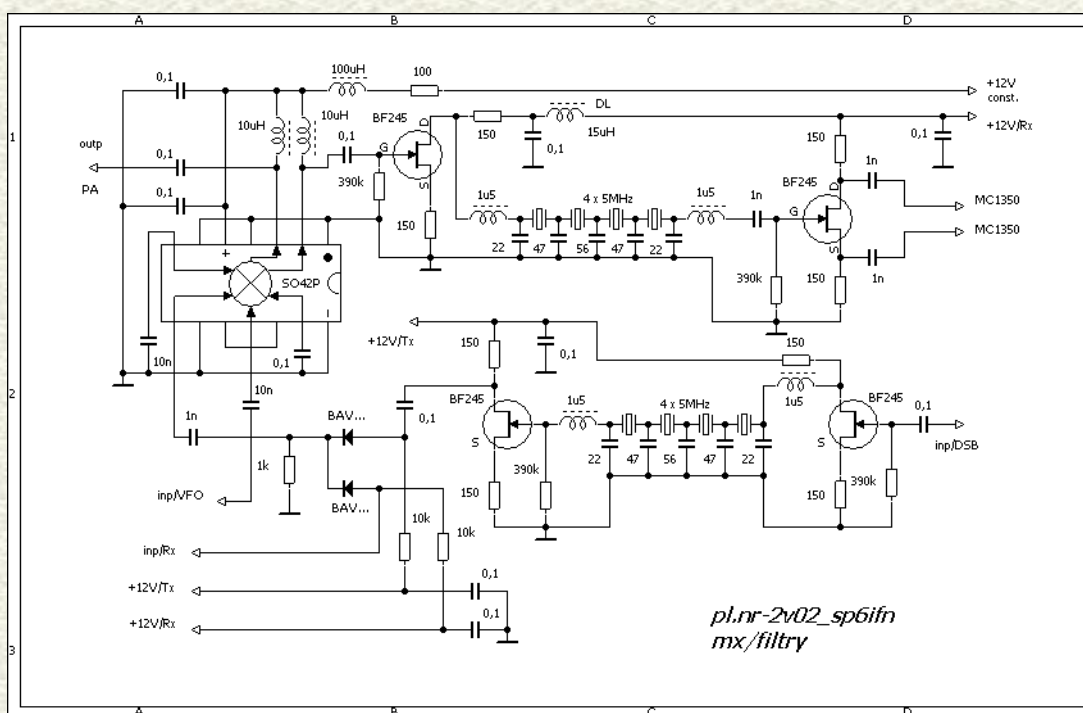 A B C D
0,1
100uH
100
+12V
const.
BF245
DL
+12V/Rx
1
10uH
10uH
D
150
15uH
0,1
150
0,1
outp
0,1
0,1
G
BF245
D
1n
PA
0,1
390k
S
1u5
4 x 5MHz
1u5
1n
G
MC1350
150
MC1350
22
47
56
47
22
S
1n
+
SO42P
390k
150
-
+12V/Tx
150
0,1
150
10n
0,1
2
10n
1u5
BF245
1n
BAV...
0,1
BF245
1u5
4 x 5MHz
0,1
S
22
47
56
47
22
S
inp/DSB
1k
390k
150
150
390k
inp/VFO
BAV...
10k
10k
inp/Rx
+12V/Tx
0,1
+12V/Rx
0,1
pl.nr-2v02_sp6ifn
mx/filtry
3
A B C D